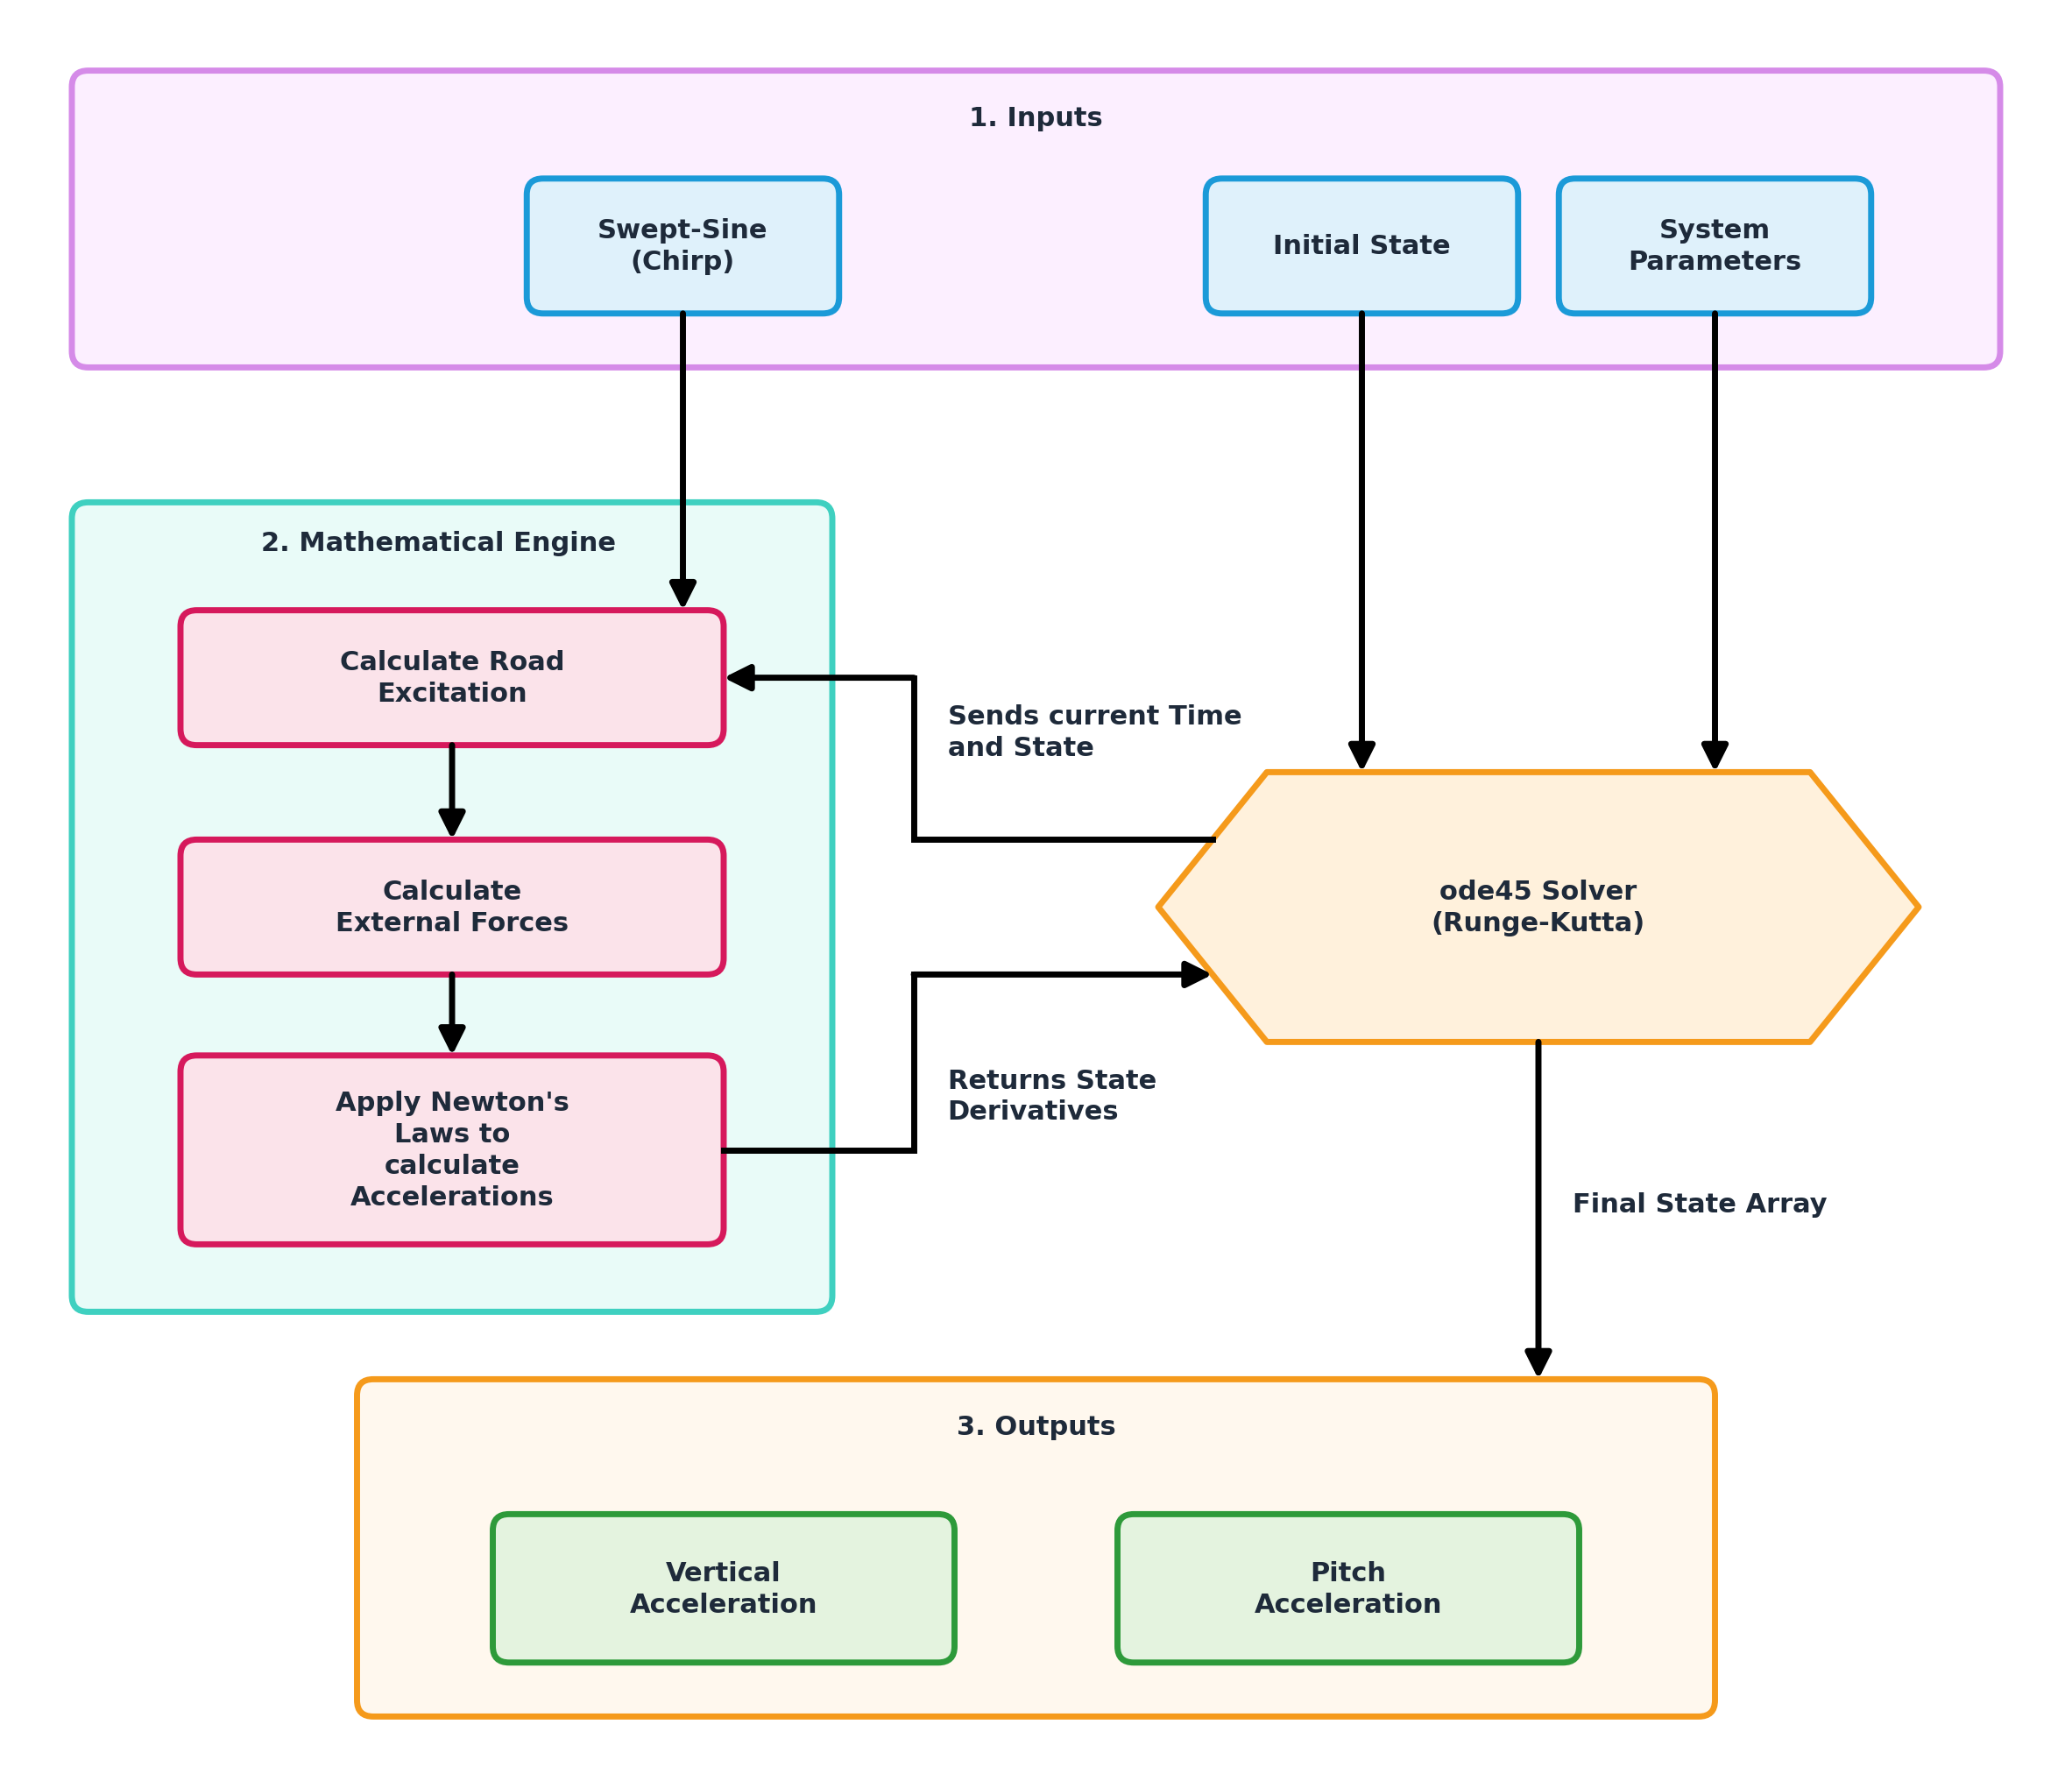 1. Inputs
Swept-Sine
(Chirp)
Initial State
System
Parameters
2. Mathematical Engine
Calculate Road
Excitation
Sends current Time
and State
Calculate
External Forces
ode45 Solver
(Runge-Kutta)
Apply Newton's
Laws to
calculate
Accelerations
Returns State
Derivatives
Final State Array
3. Outputs
Vertical
Acceleration
Pitch
Acceleration